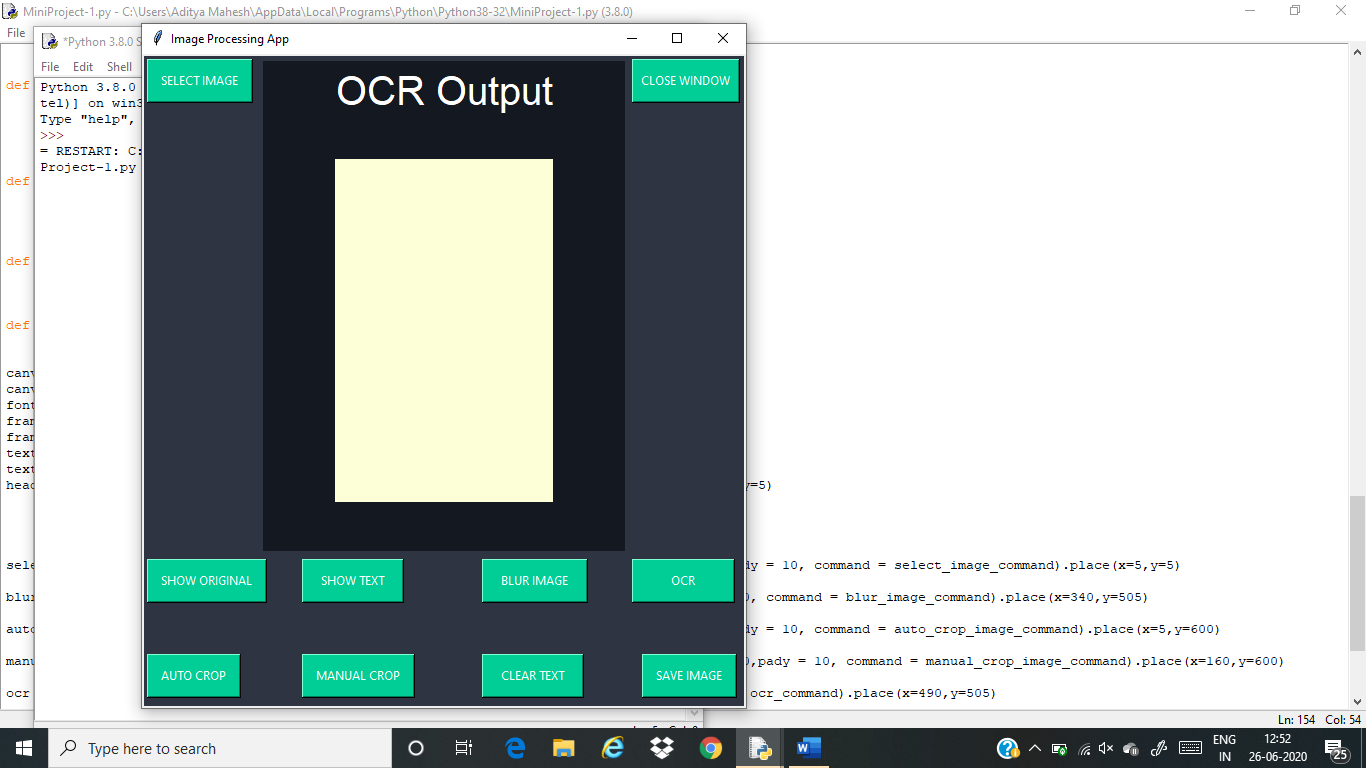 MiniProject-1.py - C:\Users\Aditya Mahesh\AppData\Local\Programs\Python\Python38-32\MiniProject-1.py (3.8.0)
File
*Python 3.8.0 S
File Edit Shell
Python 3.8.0
tel)] on win3
Type "help",
>>>
= RESTART: C:
Project-1.py
Image Processing App
SELECT IMAGE
OCR Output
CLOSE WINDOW
SHOW ORIGINAL
SHOW TEXT
BLUR IMAGE
OCR
AUTO CROP
MANUAL CROP
CLEAR TEXT
SAVE IMAGE
def
def
def
def
canv
canv
font
fram
fram
text
text
head
y=5)
sele
dy = 10, command = select_image_command).place(x=5,y=5)
blur
0, command = blur_image_command).place(x=340,y=505)
auto
dy = 10, command = auto_crop_image_command).place(x=5,y=600)
manu
0,pady = 10, command = manual_crop_image_command).place(x=160,y=600)
ocr
ocr_command).place(x=490,y=505)
Ln: 154 Col: 54
Type here to search
ENG
IN
12:52
26-06-2020
25